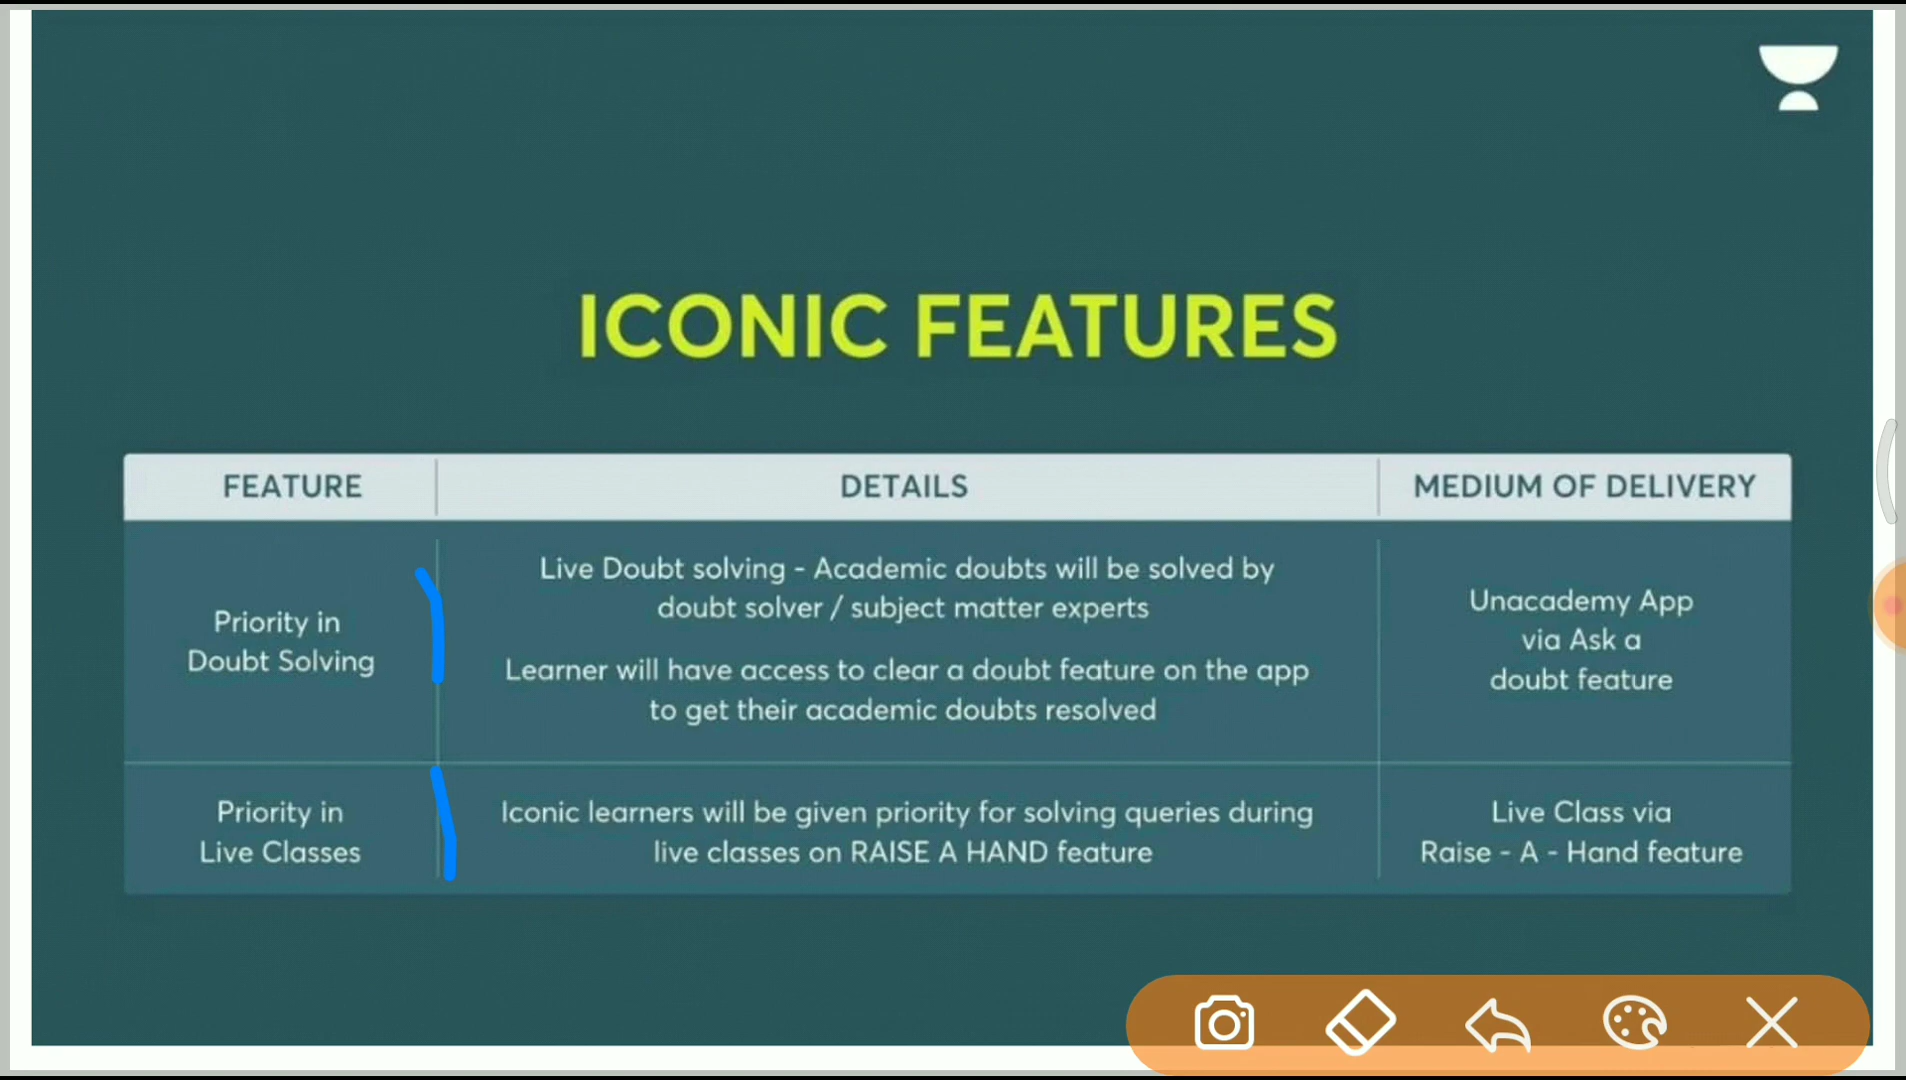 ICONIC FEATURES
FEATURE
DETAILS
MEDIUM OF DELIVERY
Priority in
Doubt Solving
Live Doubt solving - Academic doubts will be solved by
doubt solver / subject matter experts
Learner will have access to clear a doubt feature on the app
to get their academic doubts resolved
Unacademy App
via Ask a
doubt feature
Priority in
Live Classes
Iconic learners will be given priority for solving queries during
live classes on RAISE A HAND feature
Live Class via
Raise - A - Hand feature